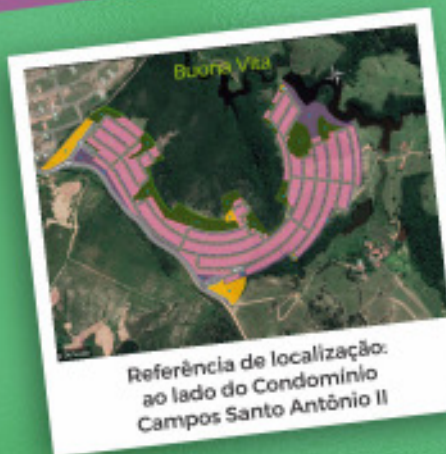 Buona Vita
Referência de localização:
ao lado do Condomínio
Campos Santo Antônio II